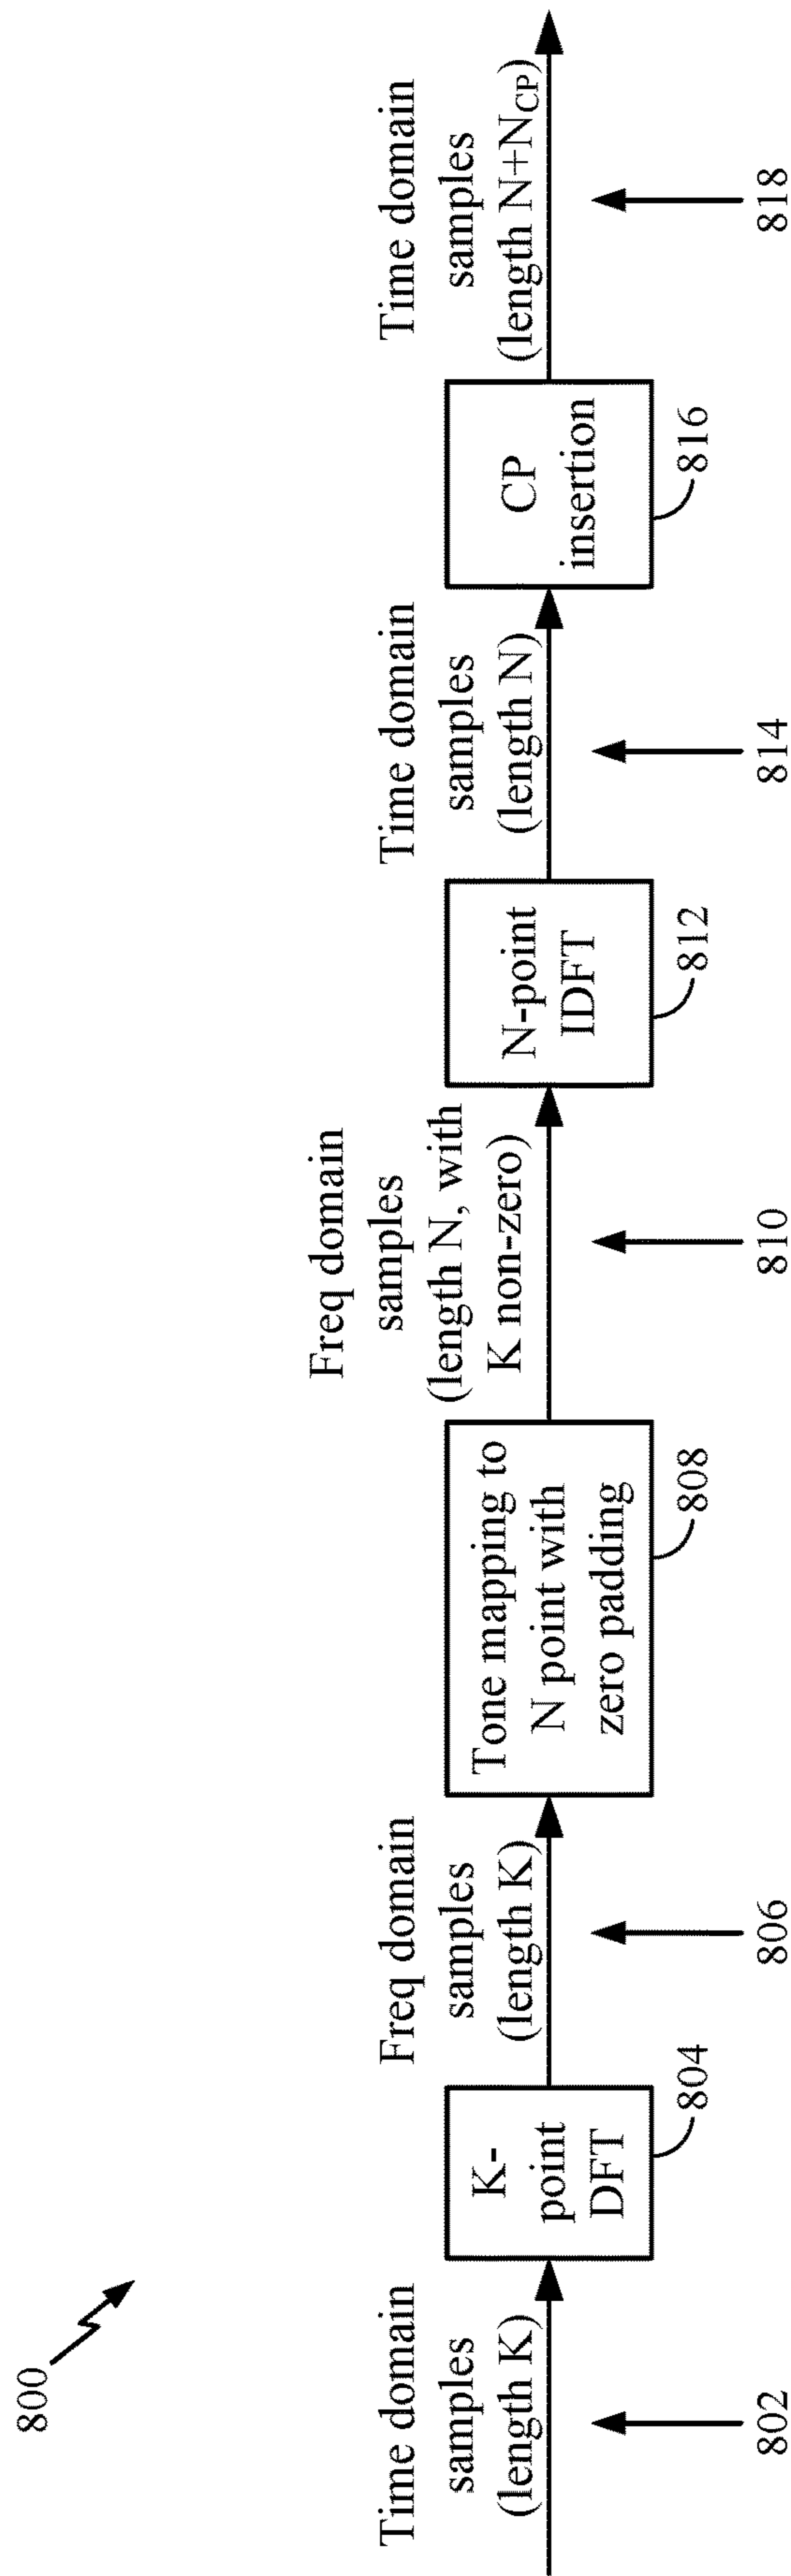 800
Time domain
samples
(length K)
802
K-
point
DFT
804
Freq domain
samples
(length K)
806
Tone mapping to
N point with
zero padding
808
Freq domain
samples
(length N, with
K non-zero)
810
N-point
IDFT
812
Time domain
samples
(length N)
814
CP
insertion
816
Time domain
samples
(length N+NCP)
818